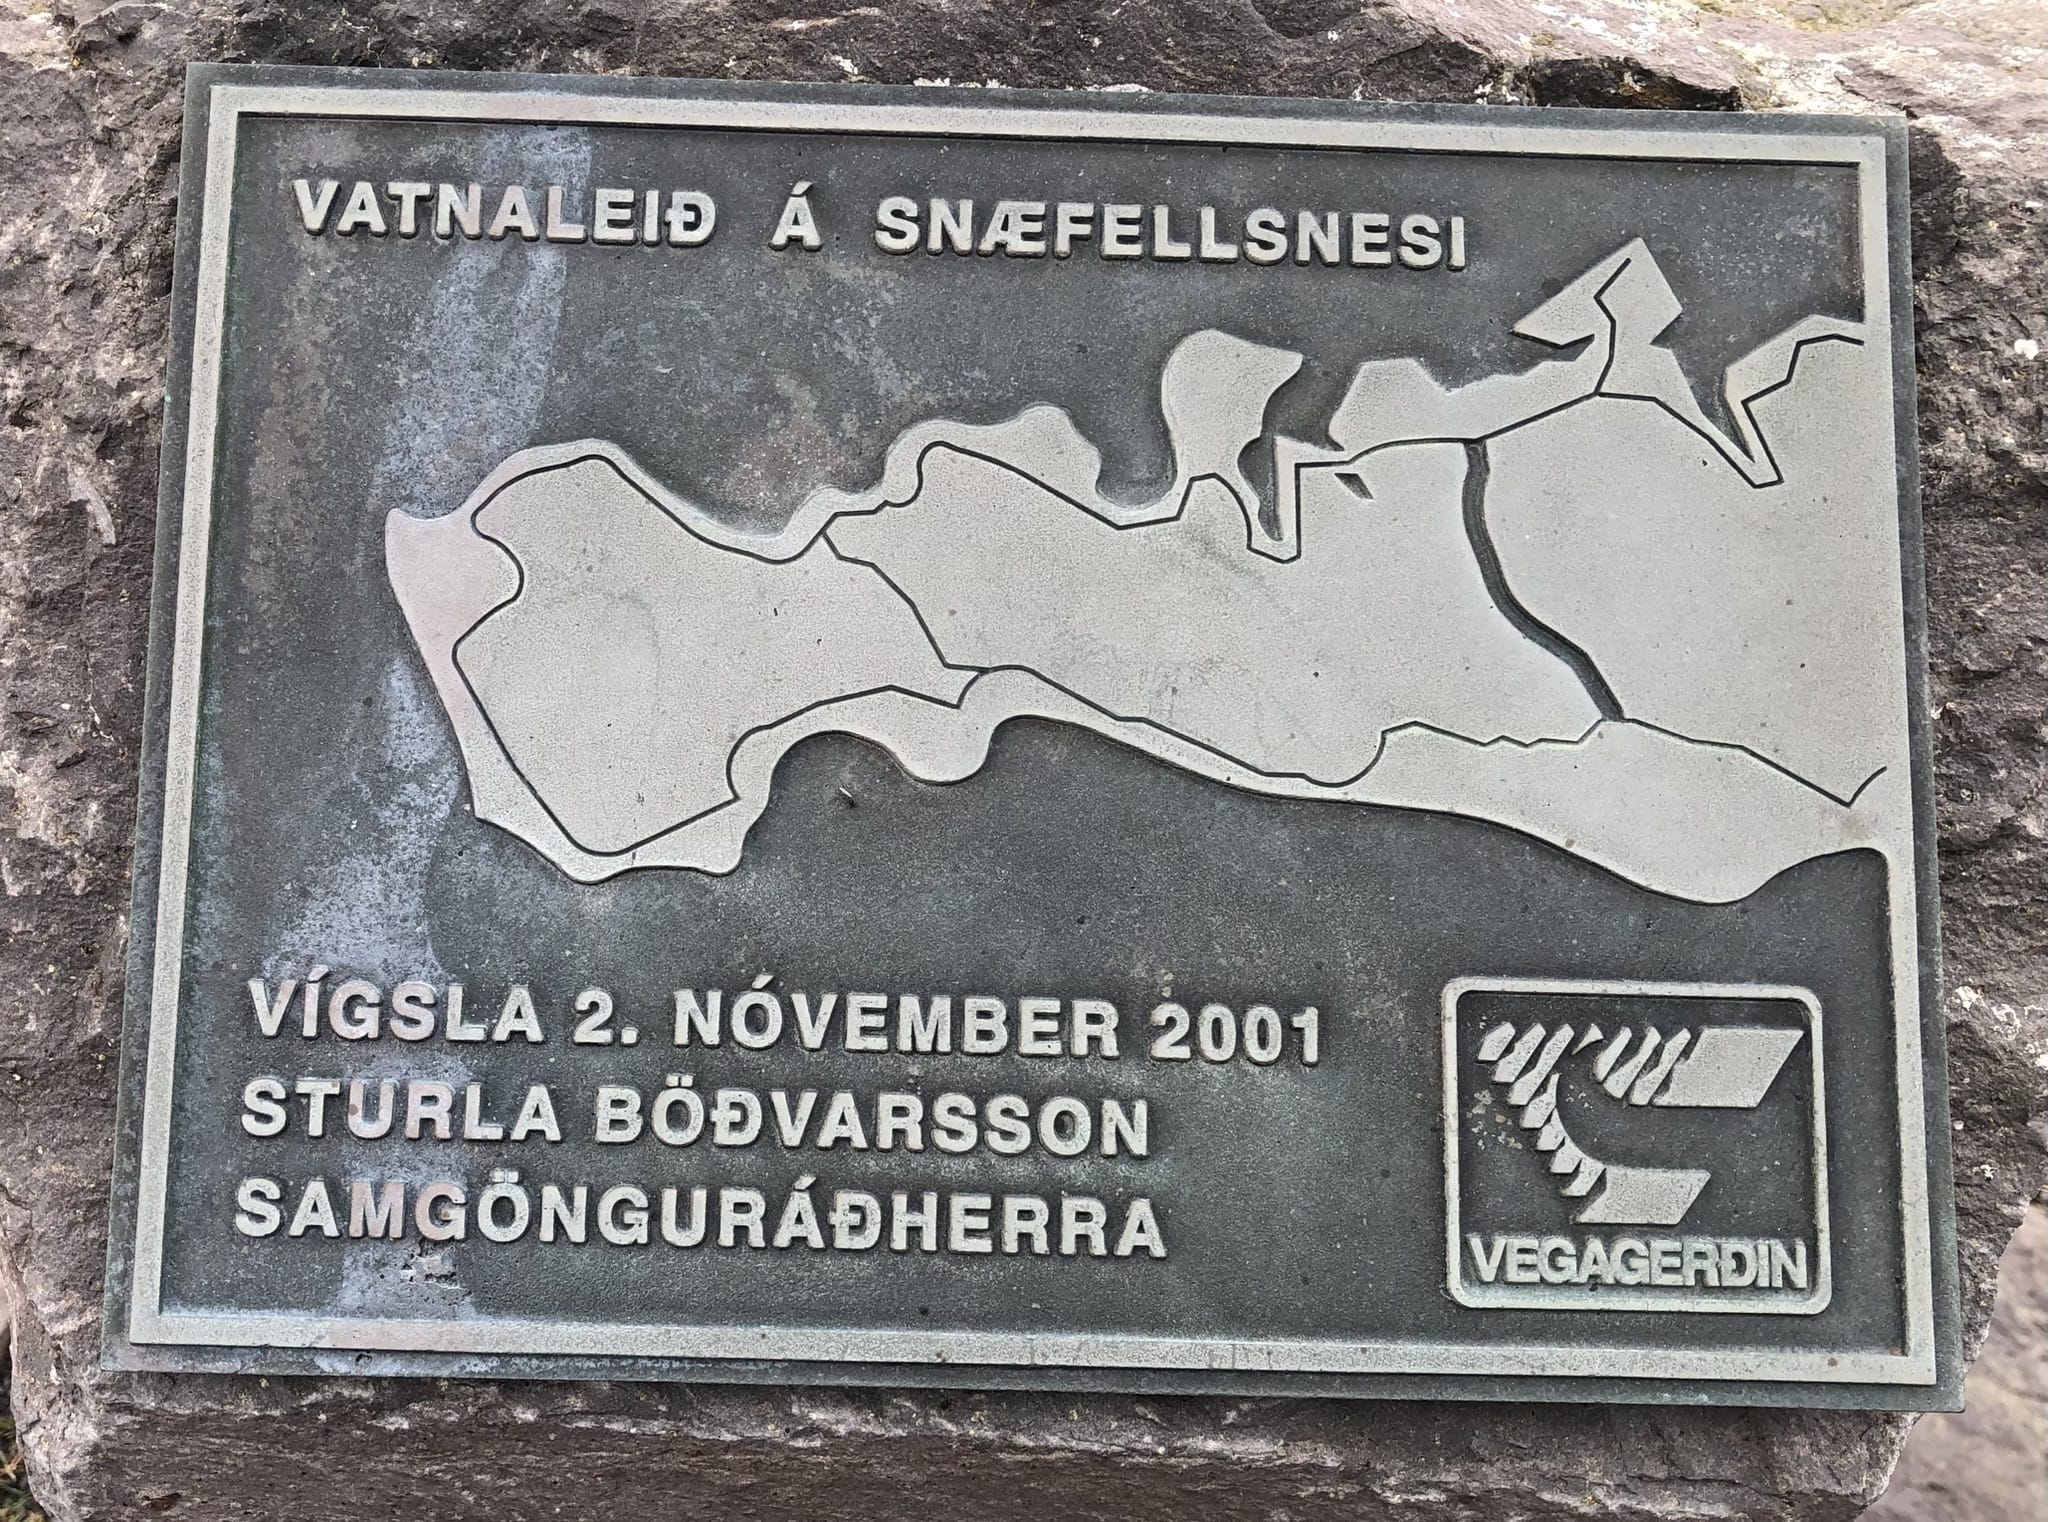 VATNALEIÐ Á SNÆFELLSNESI
VÍGSLA 2. NÓVEMBER 2001
STURLA BÖÐVARSSON
SAMGÖNGURÁÐHERRA
VEGAGERÐIN